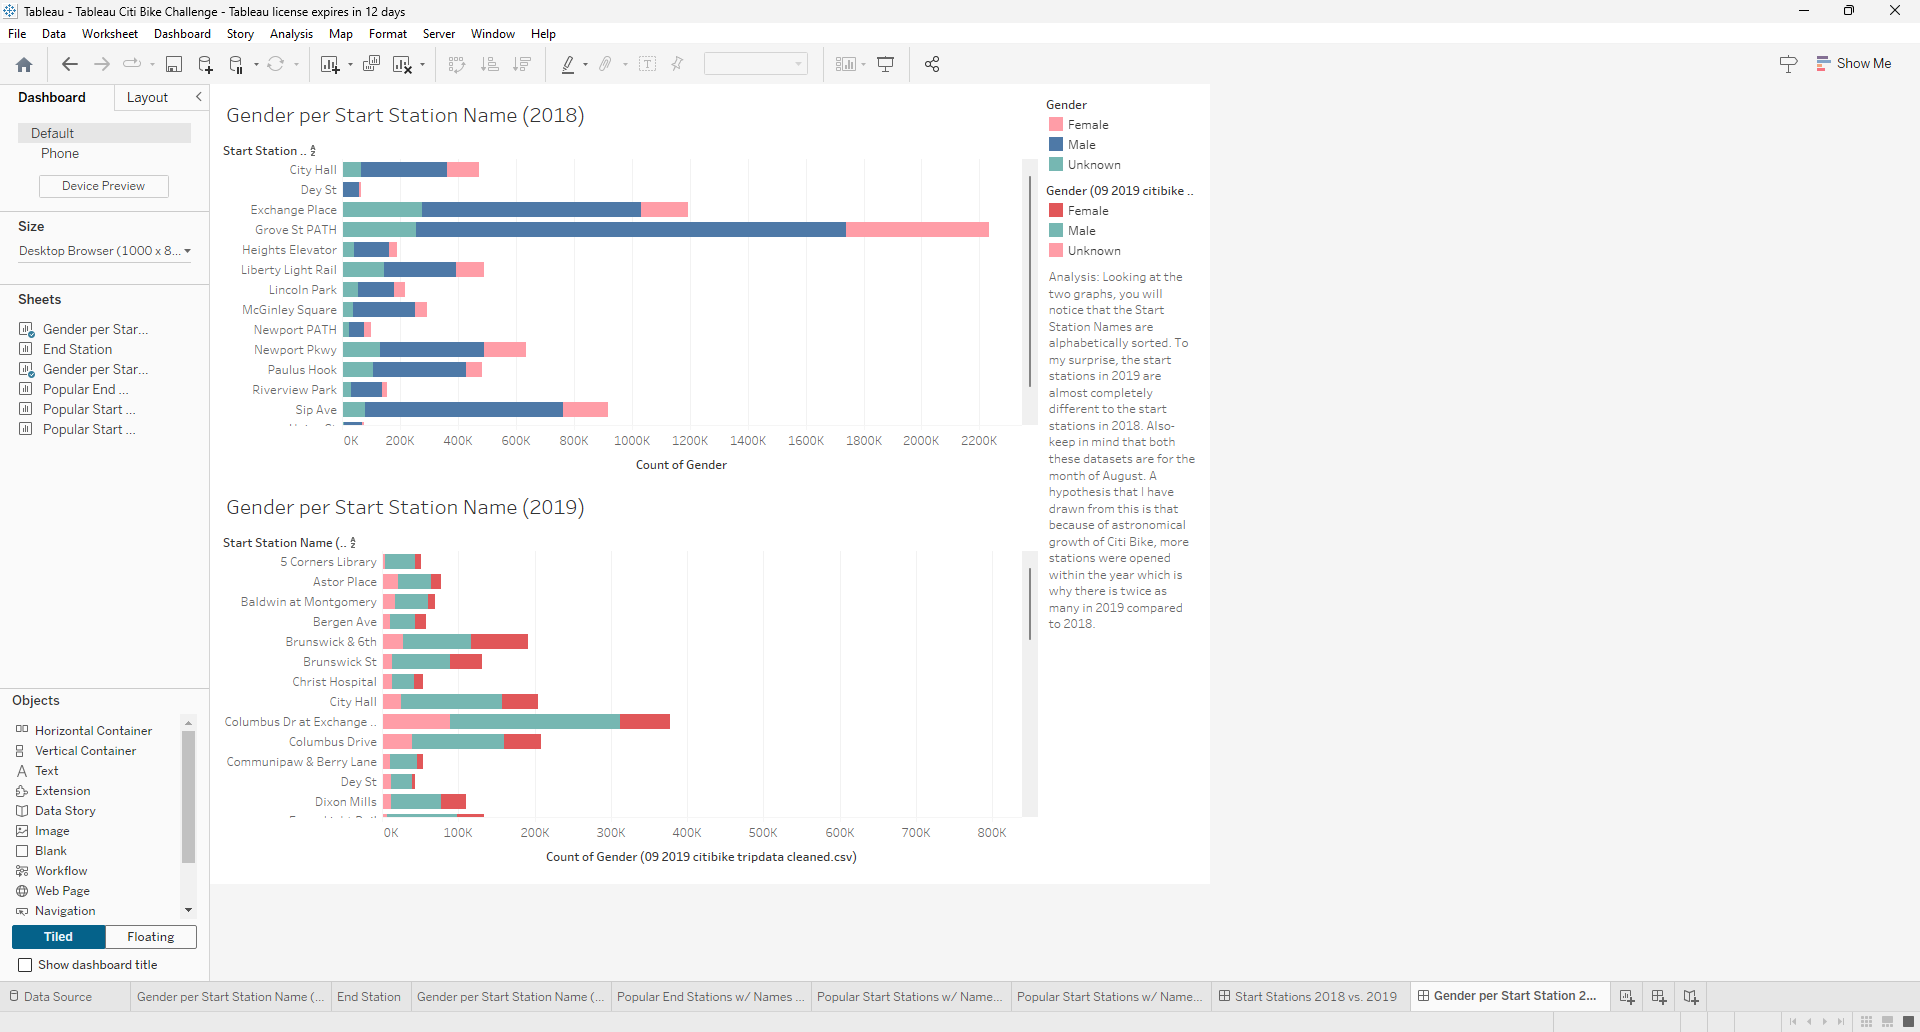 Tableau - Tableau Citi Bike Challenge - Tableau license expires in 12 days
File Data Worksheet Dashboard Story Analysis Map Format Server Window Help
Show Me
Dashboard Layout
Default
Phone
Device Preview
Size
Desktop Browser (1000 x 8...
Sheets
Gender per Star...
End Station
Gender per Star...
Popular End ...
Popular Start ...
Popular Start ...
Objects
Horizontal Container
Vertical Container
Text
Extension
Data Story
Image
Blank
Workflow
Web Page
Navigation
Tiled Floating
Show dashboard title
Gender per Start Station Name (2018)
Start Station ..
City Hall
Dey St
Exchange Place
Grove St PATH
Heights Elevator
Liberty Light Rail
Lincoln Park
McGinley Square
Newport PATH
Newport Pkwy
Paulus Hook
Riverview Park
Sip Ave
0K 200K 400K 600K 800K 1000K 1200K 1400K 1600K 1800K 2000K 2200K
Count of Gender
Gender per Start Station Name (2019)
Start Station Name (..
5 Corners Library
Astor Place
Baldwin at Montgomery
Bergen Ave
Brunswick & 6th
Brunswick St
Christ Hospital
City Hall
Columbus Dr at Exchange ..
Columbus Drive
Communipaw & Berry Lane
Dey St
Dixon Mills
0K 100K 200K 300K 400K 500K 600K 700K 800K
Count of Gender (09 2019 citibike tripdata cleaned.csv)
Gender
Female
Male
Unknown
Gender (09 2019 citibike ..
Female
Male
Unknown
Analysis: Looking at the
two graphs, you will
notice that the Start
Station Names are
alphabetically sorted. To
my surprise, the start
stations in 2019 are
almost completely
different to the start
stations in 2018. Also-
keep in mind that both
these datasets are for the
month of August. A
hypothesis that I have
drawn from this is that
because of astronomical
growth of Citi Bike, more
stations were opened
within the year which is
why there is twice as
many in 2019 compared
to 2018.
Data Source Gender per Start Station Name (... End Station Gender per Start Station Name (... Popular End Stations w/ Names ... Popular Start Stations w/ Name... Popular Start Stations w/ Name... Start Stations 2018 vs. 2019 Gender per Start Station 2...